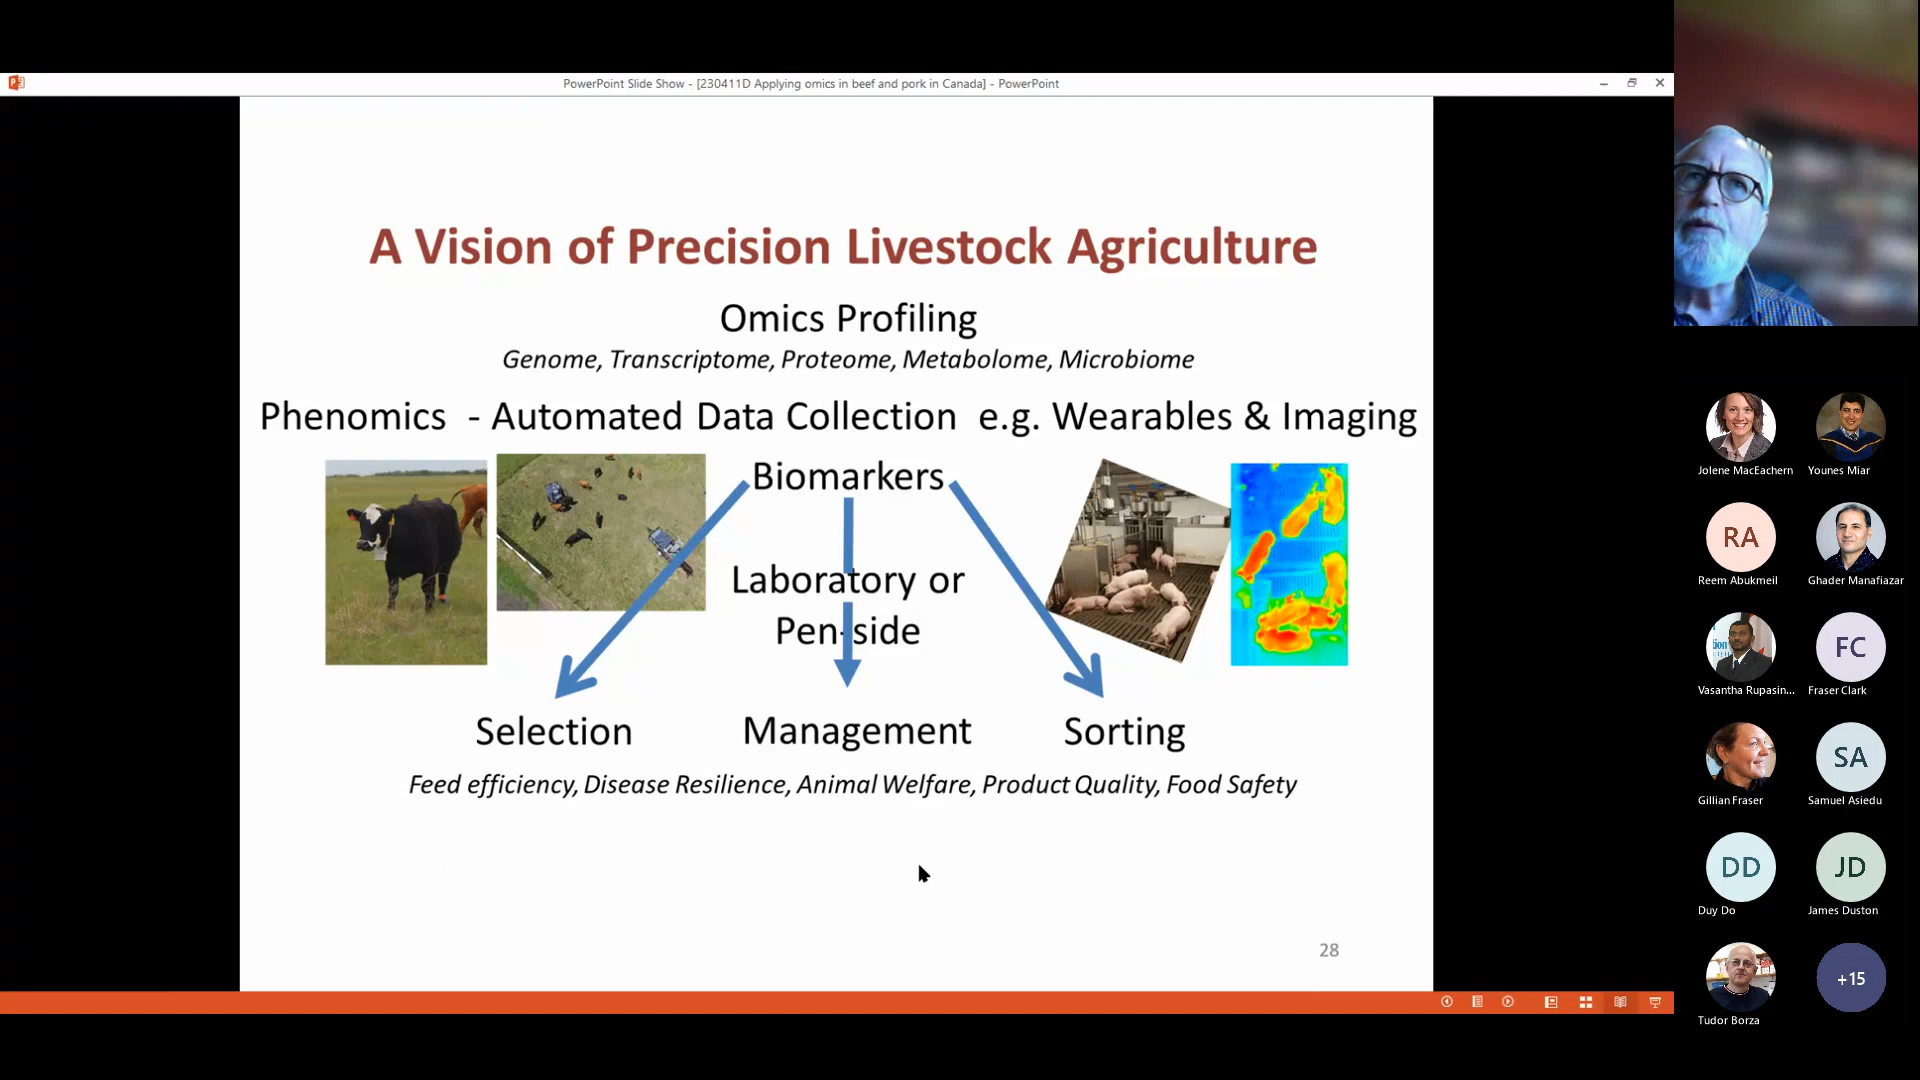 PowerPoint Slide Show - [230411D Applying omics in beef and pork in Canada] - PowerPoint
A Vision of Precision Livestock Agriculture
Omics Profiling
Genome, Transcriptome, Proteome, Metabolome, Microbiome
Phenomics - Automated Data Collection e.g. Wearables & Imaging
Biomarkers
Laboratory or
Pen-side
Selection Management Sorting
Feed efficiency, Disease Resilience, Animal Welfare, Product Quality, Food Safety
28
Jolene MacEachern Younes Miar
RA
Reem Abukmeil Ghader Manafiazar
FC
Vasantha Rupasin... Fraser Clark
SA
Gillian Fraser Samuel Asiedu
DD JD
Duy Do James Duston
+15
Tudor Borza